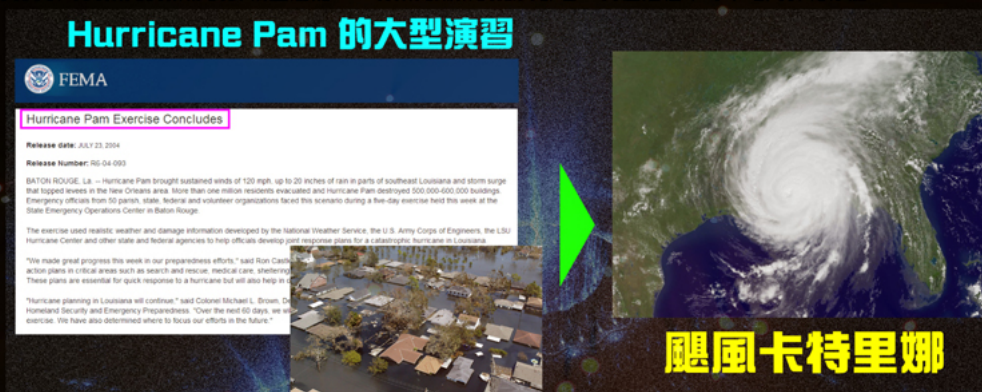 Hurricane Pam 的大型演習
FEMA
Hurricane Pam Exercise Concludes
Release date: JULY 23, 2004
Release Number: R6-04-093
BATON ROUGE, La. -- Hurricane Pam brought sustained winds of 120 mph, up to 20 inches of rain in parts of southeast Louisiana and storm surge
that topped levees in the New Orleans area. More than one million residents evacuated and Hurricane Pam destroyed 500,000-600,000 buildings.
Emergency officials from 50 parish, state, federal and volunteer organizations faced this scenario during a five-day exercise held this week at the
State Emergency Operations Center in Baton Rouge.
The exercise used realistic weather and damage information developed by the National Weather Service, the U.S. Army Corps of Engineers, the LSU
Hurricane Center and other state and federal agencies to help officials develop joint response plans for a catastrophic hurricane in Louisiana
"We made great progress this week in our preparedness efforts," said Ron
action plans in critical areas such as search and rescue, medical care, sheltering
These plans are essential for quick response to a hurricane but will also help in
"Hurricane planning in Louisiana will continue," said Colonel Michael L. Brown,
Homeland Security and Emergency Preparedness. "Over the next 60 days, we
exercise. We have also determined where to focus our efforts in the future."
颶風卡特里娜